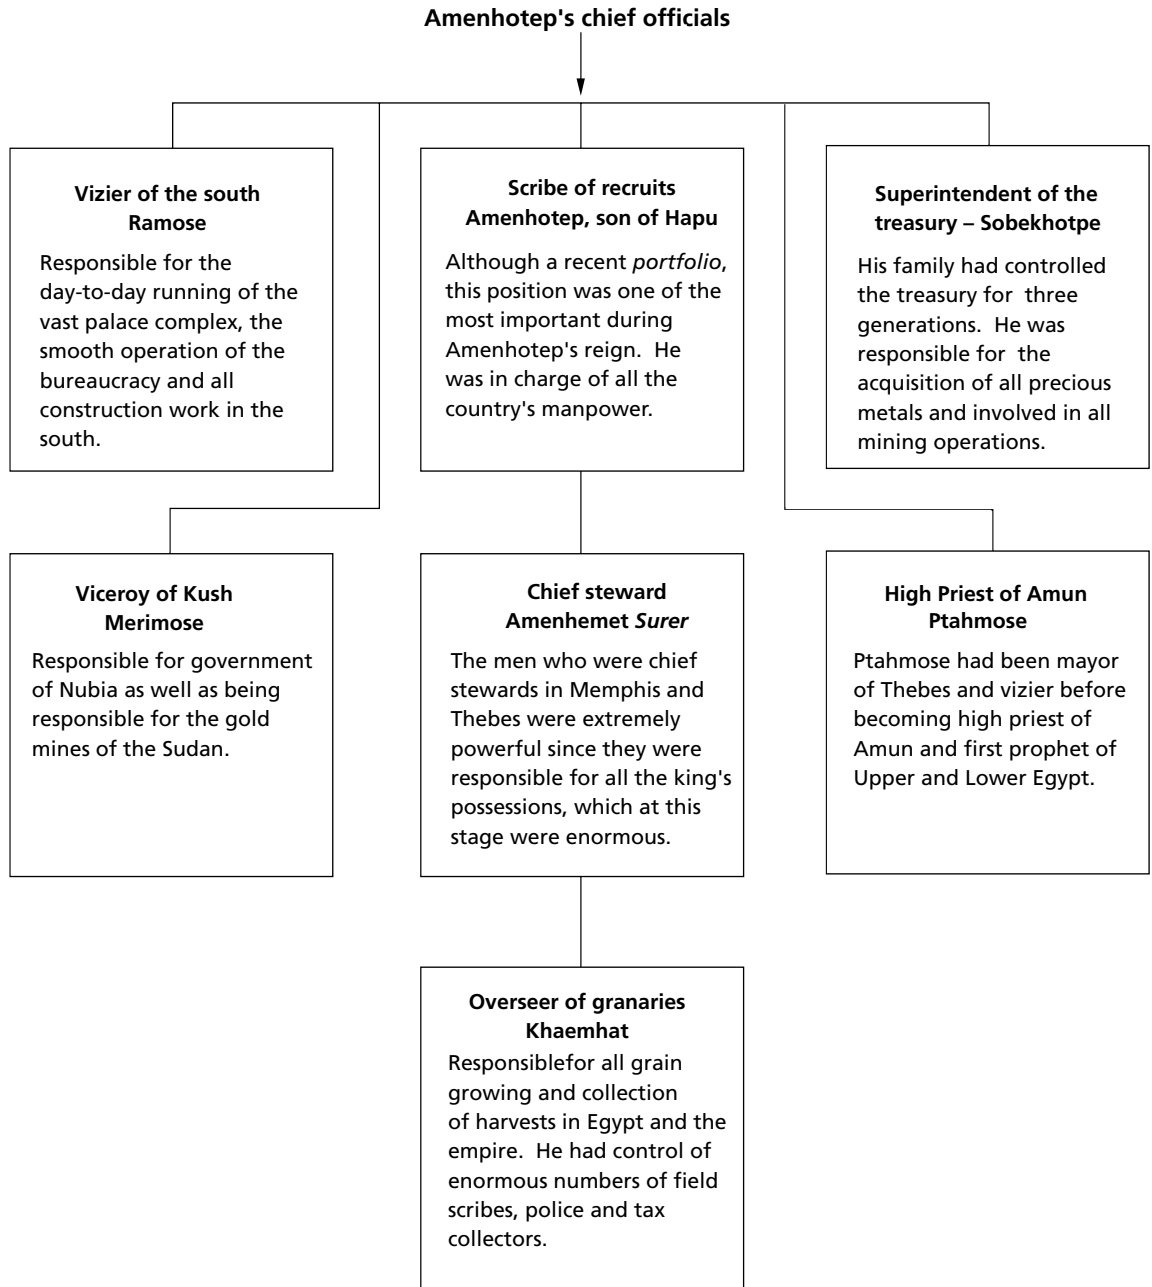 Amenhotep's chief officials
Vizier of the south
Ramose
Responsible for the
day-to-day running of the
vast palace complex, the
smooth operation of the
bureaucracy and all
construction work in the
south.
Scribe of recruits
Amenhotep, son of Hapu
Although a recent portfolio,
this position was one of the
most important during
Amenhotep's reign. He
was in charge of all the
country's manpower.
Superintendent of the
treasury – Sobekhotpe
His family had controlled
the treasury for three
generations. He was
responsible for the
acquisition of all precious
metals and involved in all
mining operations.
Viceroy of Kush
Merimose
Responsible for government
of Nubia as well as being
responsible for the gold
mines of the Sudan.
Chief steward
Amenhemet Surer
The men who were chief
stewards in Memphis and
Thebes were extremely
powerful since they were
responsible for all the king's
possessions, which at this
stage were enormous.
High Priest of Amun
Ptahmose
Ptahmose had been mayor
of Thebes and vizier before
becoming high priest of
Amun and first prophet of
Upper and Lower Egypt.
Overseer of granaries
Khaemhat
Responsiblefor all grain
growing and collection
of harvests in Egypt and the
empire. He had control of
enormous numbers of field
scribes, police and tax
collectors.